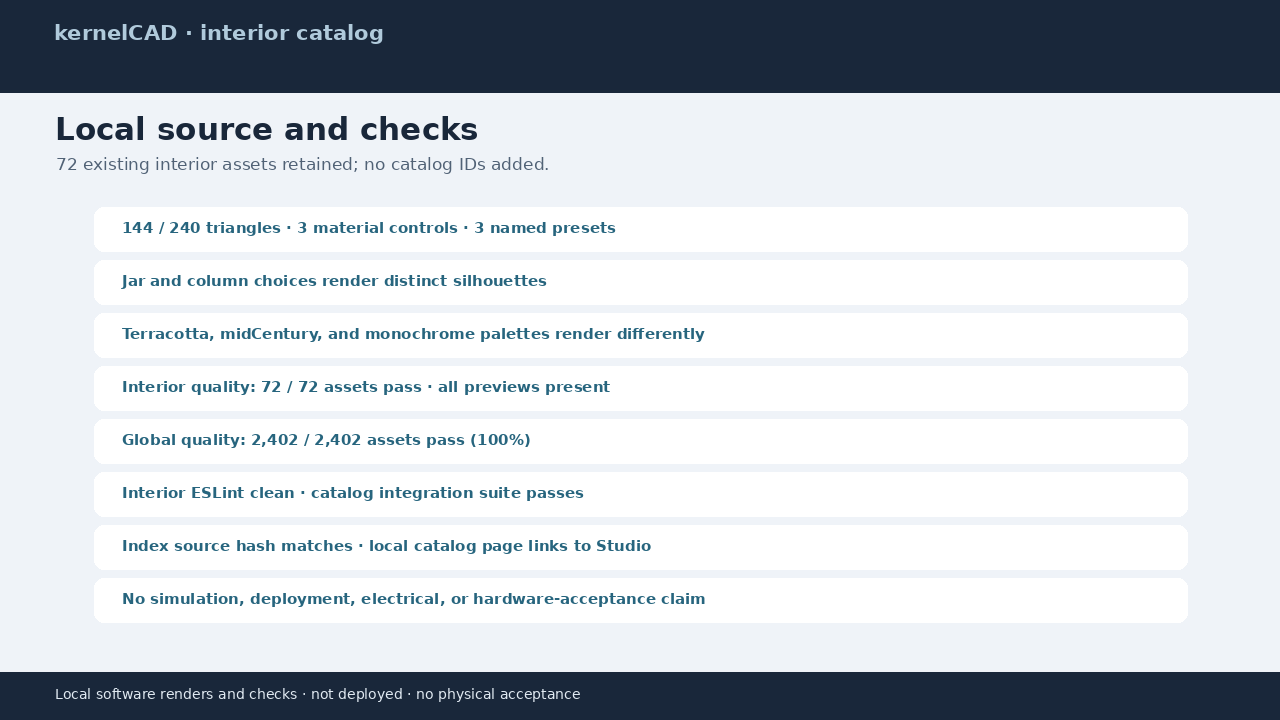 kernelCAD · interior catalog
Local source and checks
72 existing interior assets retained; no catalog IDs added.
144 / 240 triangles · 3 material controls · 3 named presets
Jar and column choices render distinct silhouettes
Terracotta, midCentury, and monochrome palettes render differently
Interior quality: 72 / 72 assets pass · all previews present
Global quality: 2,402 / 2,402 assets pass (100%)
Interior ESLint clean · catalog integration suite passes
Index source hash matches · local catalog page links to Studio
No simulation, deployment, electrical, or hardware-acceptance claim
Local software renders and checks · not deployed · no physical acceptance